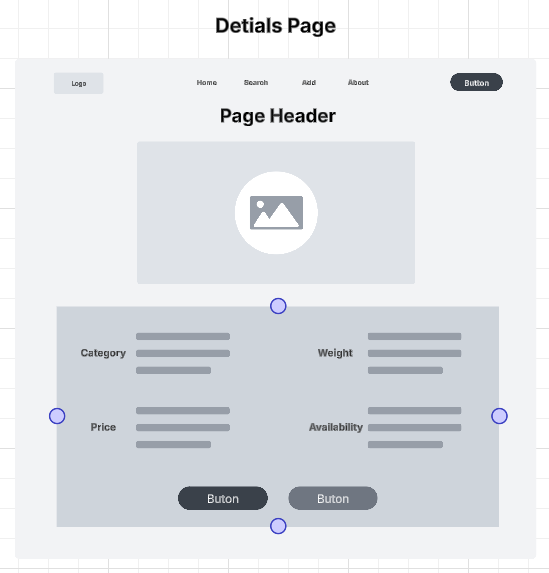 Detials Page
Logo Home Search Add About Button
Page Header
Category Weight
Price Availability
Buton Buton